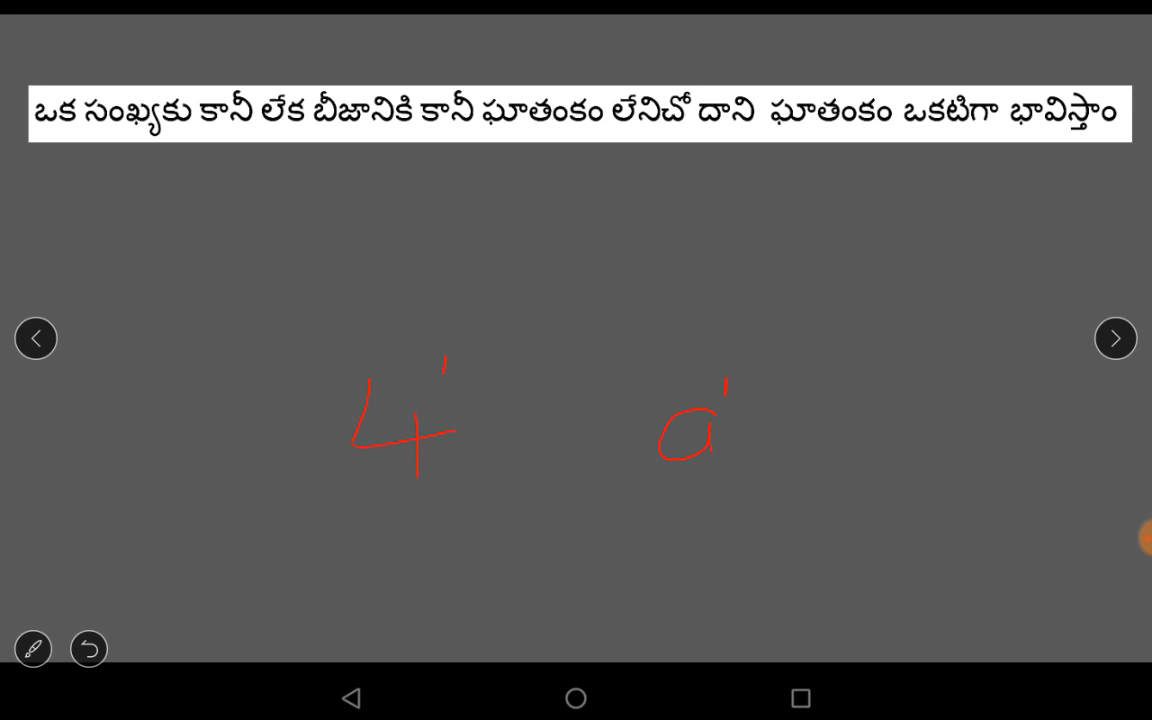 ఒక సంఖ్యకు కానీ లేక బీజానికి కానీ ఘాతంకం లేనిచో దాని ఘాతంకం ఒకటిగా భావిస్తాం
4¹ a¹